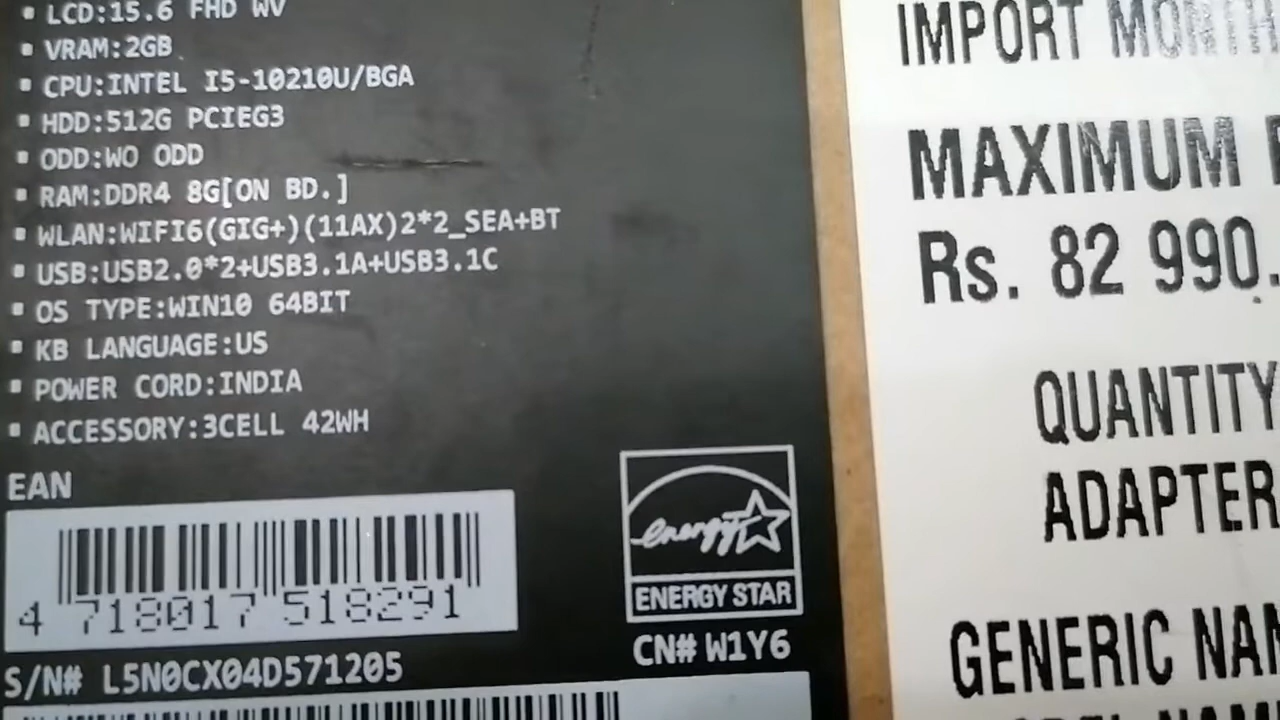 LCD:15.6 FHD WV
VRAM:2GB
CPU:INTEL I5-10210U/BGA
HDD:512G PCIEG3
ODD:WO ODD
RAM:DDR4 8G[ON BD.]
WLAN:WIFI6(GIG+)(11AX)2*2_SEA+BT
USB:USB2.0*2+USB3.1A+USB3.1C
OS TYPE:WIN10 64BIT
KB LANGUAGE:US
POWER CORD:INDIA
ACCESSORY:3CELL 42WH
EAN
4 718017 518291
S/N# L5N0CX04D571205
energy
ENERGY STAR
CN# W1Y6
IMPORT MONTH
MAXIMUM
Rs. 82 990.
QUANTITY
ADAPTER
GENERIC